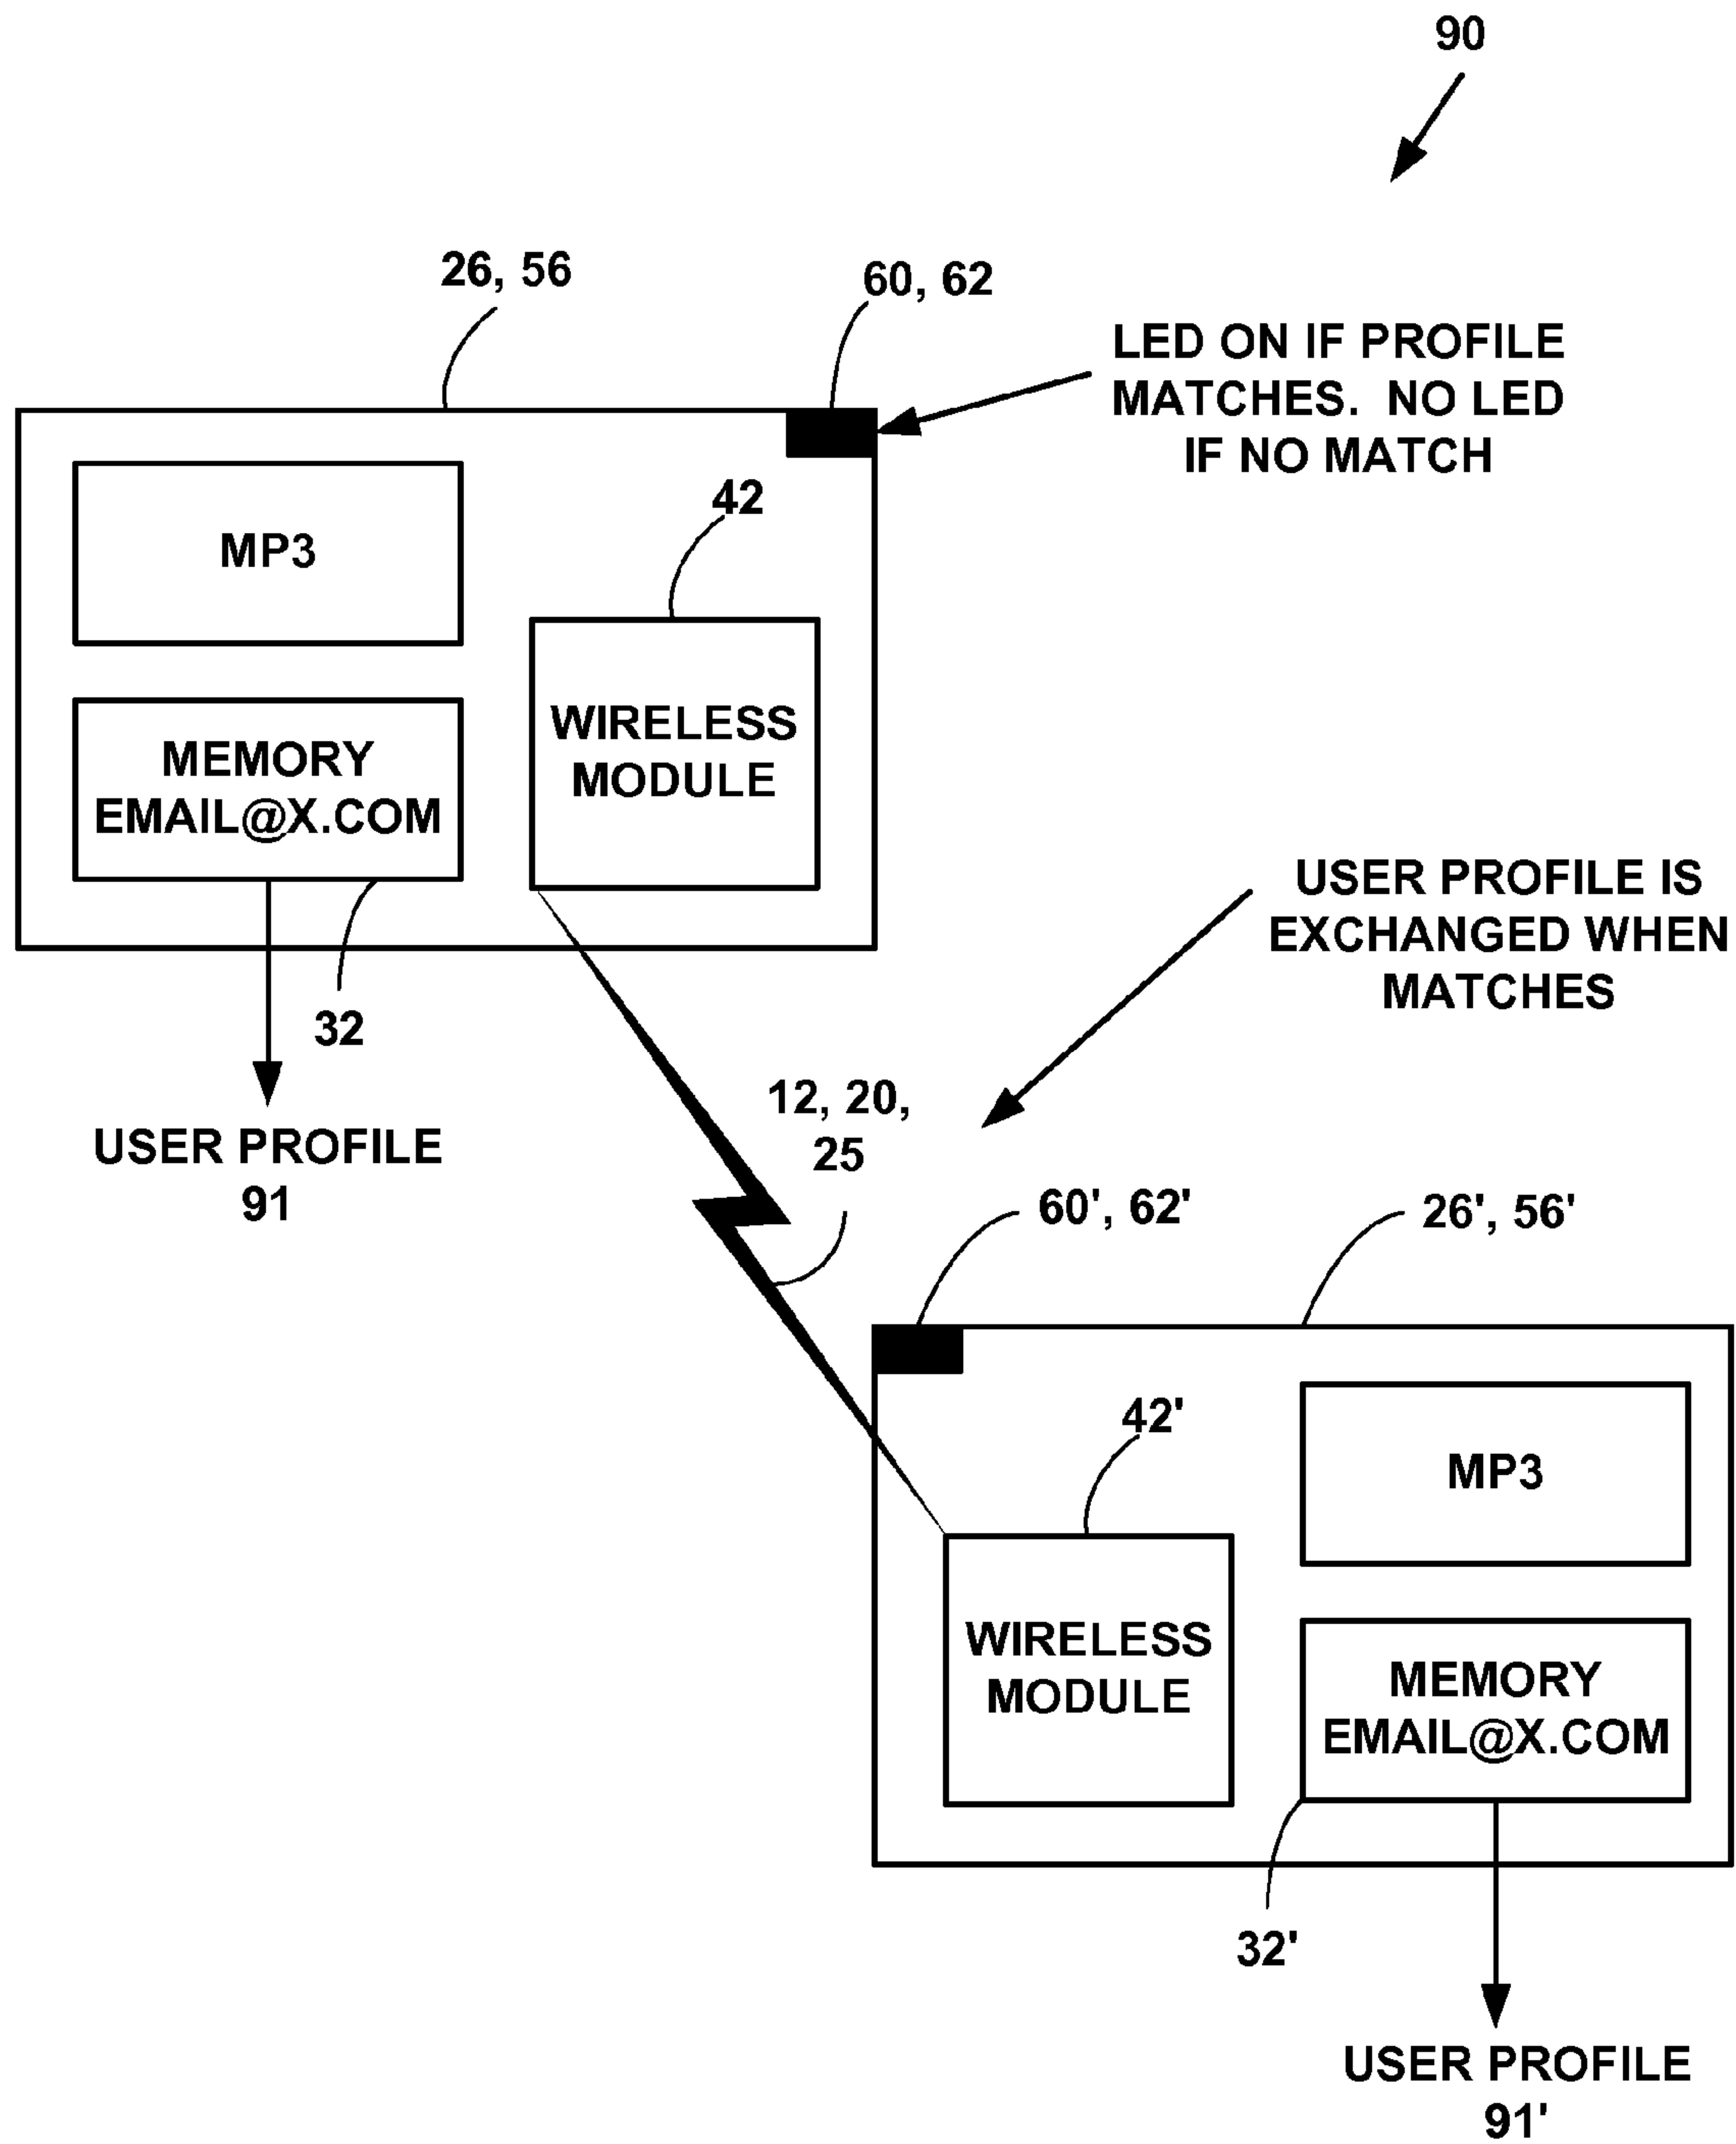 90
26, 56
60, 62
LED ON IF PROFILE
MATCHES. NO LED
IF NO MATCH
MP3
42
WIRELESS
MODULE
MEMORY
EMAIL@X.COM
32
USER PROFILE
91
USER PROFILE IS
EXCHANGED WHEN
MATCHES
12, 20,
25
60', 62'
26', 56'
42'
MP3
WIRELESS
MODULE
MEMORY
EMAIL@X.COM
32'
USER PROFILE
91'